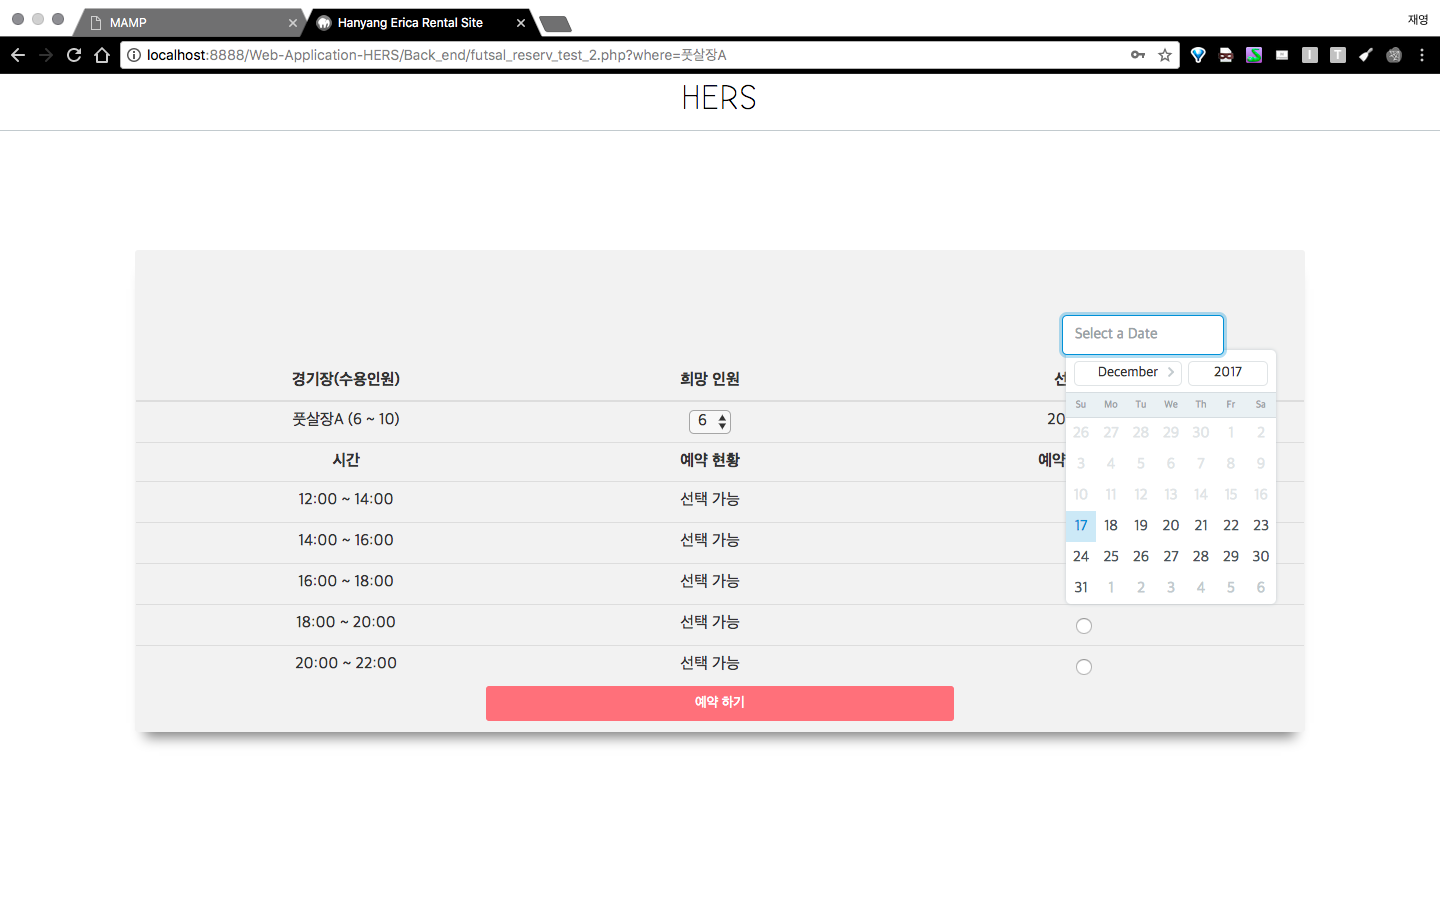 MAMP
Hanyang Erica Rental Site
재영
localhost:8888/Web-Application-HERS/Back_end/futsal_reserv_test_2.php?where=풋살장A
HERS
Select a Date
경기장(수용인원) 희망 인원 선
December 2017
풋살장A (6 ~ 10) 6 20
Su Mo Tu We Th Fr Sa
26 27 28 29 30 1 2
시간 예약 현황 예약
3 4 5 6 7 8 9
12:00 ~ 14:00 선택 가능
10 11 12 13 14 15 16
14:00 ~ 16:00 선택 가능
17 18 19 20 21 22 23
16:00 ~ 18:00 선택 가능
24 25 26 27 28 29 30
31 1 2 3 4 5 6
18:00 ~ 20:00 선택 가능
20:00 ~ 22:00 선택 가능
예약 하기